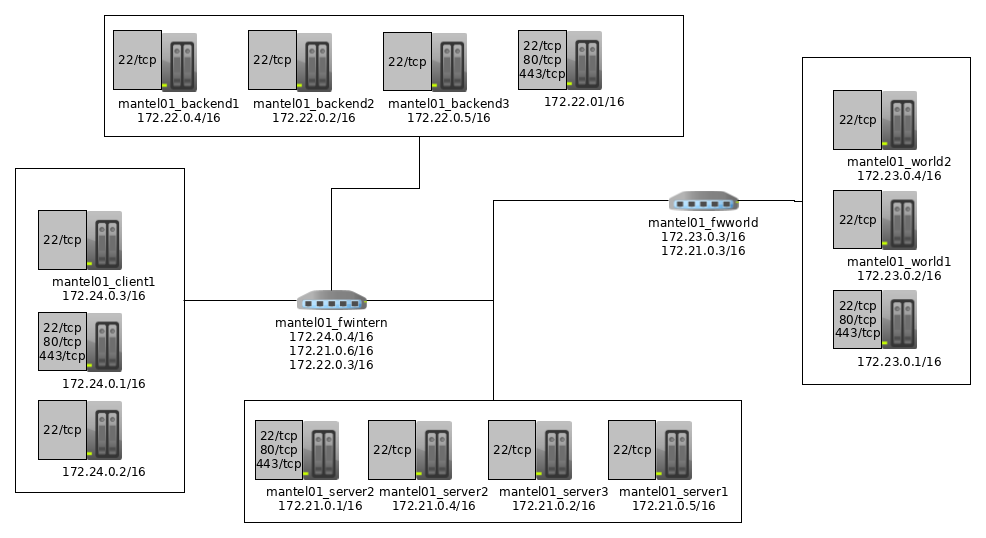 22/tcp
mantel01_backend1
172.22.0.4/16
22/tcp
mantel01_backend2
172.22.0.2/16
22/tcp
mantel01_backend3
172.22.0.5/16
22/tcp
80/tcp
443/tcp
172.22.01/16
22/tcp
mantel01_world2
172.23.0.4/16
22/tcp
mantel01_world1
172.23.0.2/16
22/tcp
80/tcp
443/tcp
172.23.0.1/16
mantel01_fwworld
172.23.0.3/16
172.21.0.3/16
22/tcp
mantel01_client1
172.24.0.3/16
22/tcp
80/tcp
443/tcp
172.24.0.1/16
22/tcp
172.24.0.2/16
mantel01_fwintern
172.24.0.4/16
172.21.0.6/16
172.22.0.3/16
22/tcp
80/tcp
443/tcp
mantel01_server2
172.21.0.1/16
22/tcp
mantel01_server2
172.21.0.4/16
22/tcp
mantel01_server3
172.21.0.2/16
22/tcp
mantel01_server1
172.21.0.5/16